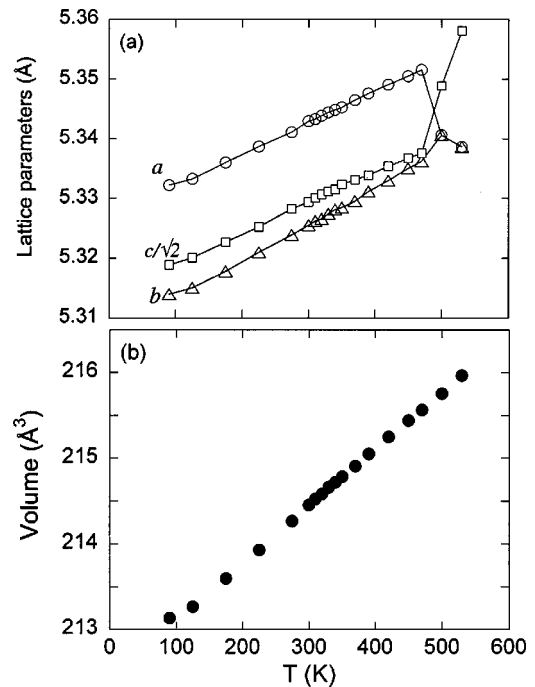 (a)
5.36
5.35
5.34
5.33
5.32
5.31
Lattice parameters (Å)
a
c/√2
b
(b)
216
215
214
213
Volume (Å³)
0 100 200 300 400 500 600
T (K)